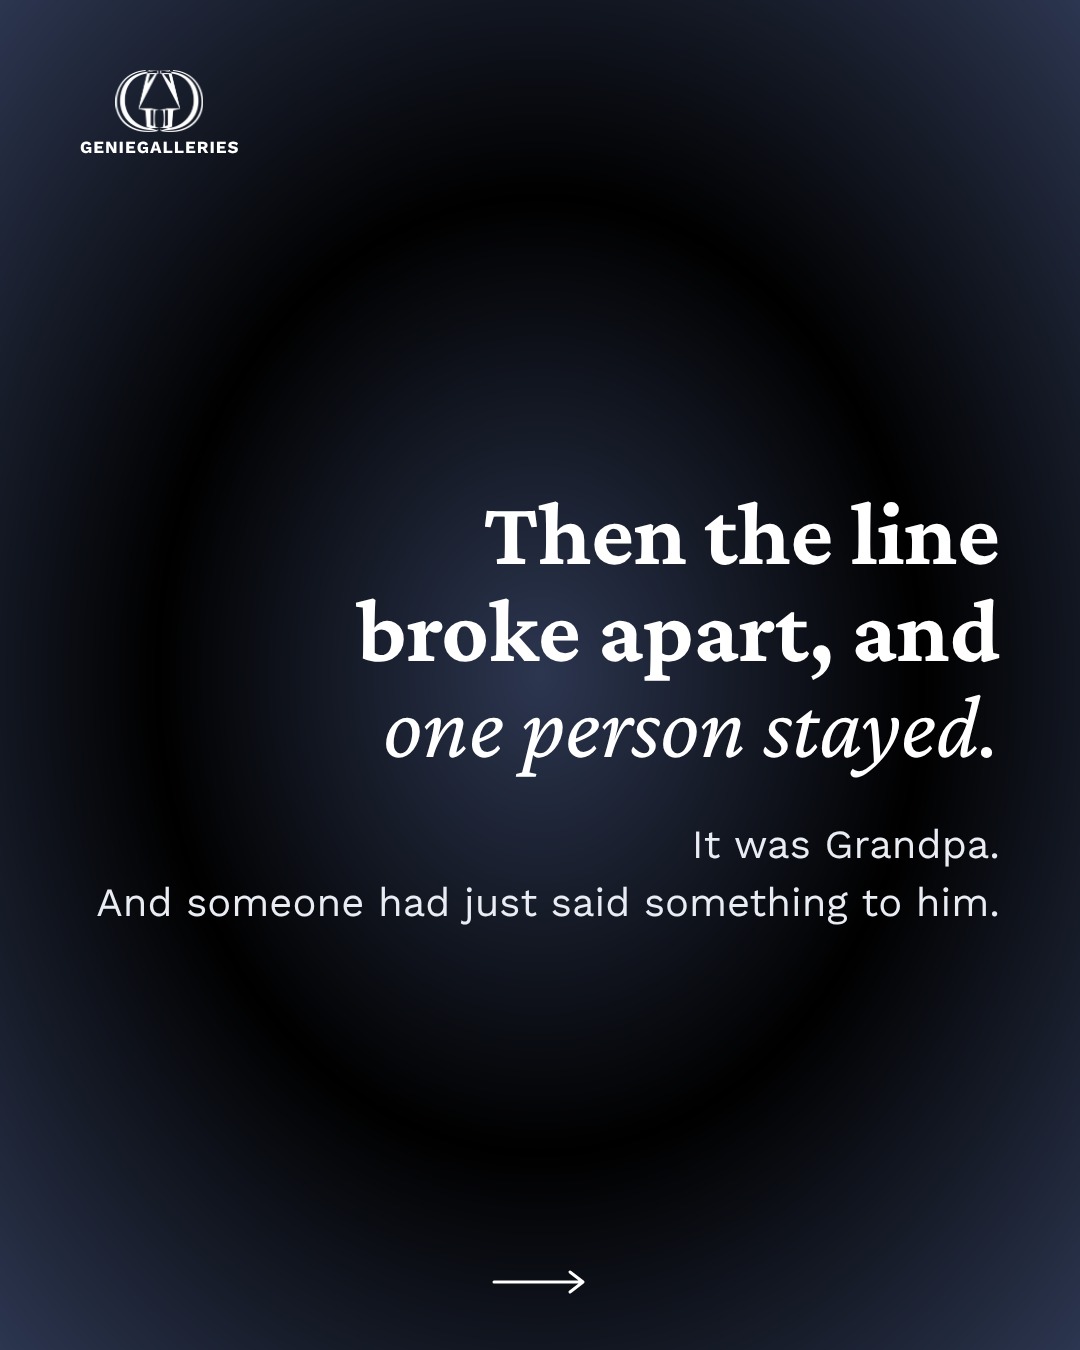 GENIEGALLERIES
Then the line
broke apart, and
one person stayed.
It was Grandpa.
And someone had just said something to him.